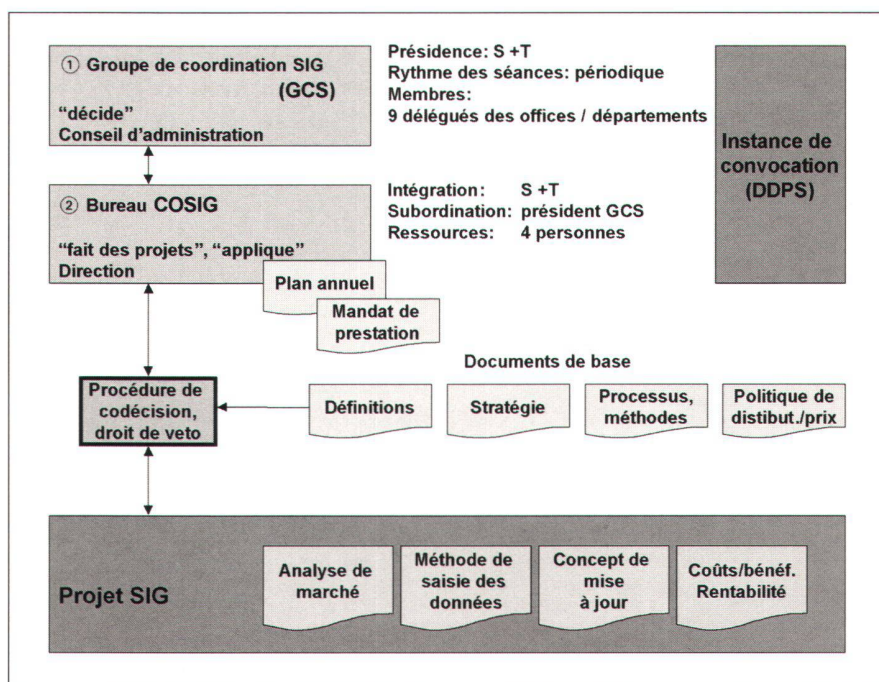 ① Groupe de coordination SIG
(GCS)
“décide”
Conseil d’administration
Présidence: S +T
Rythme des séances: périodique
Membres:
9 délégués des offices / départements
Instance de
convocation
(DDPS)
② Bureau COSIG
“fait des projets”, “applique”
Direction
Intégration: S +T
Subordination: président GCS
Ressources: 4 personnes
Plan annuel
Mandat de
prestation
Documents de base
Procédure de
codécision,
droit de veto
Définitions
Stratégie
Processus,
méthodes
Politique de
distibut./prix
Projet SIG
Analyse de
marché
Méthode de
saisie des
données
Concept de
mise
à jour
Coûts/bénéf.
Rentabilité